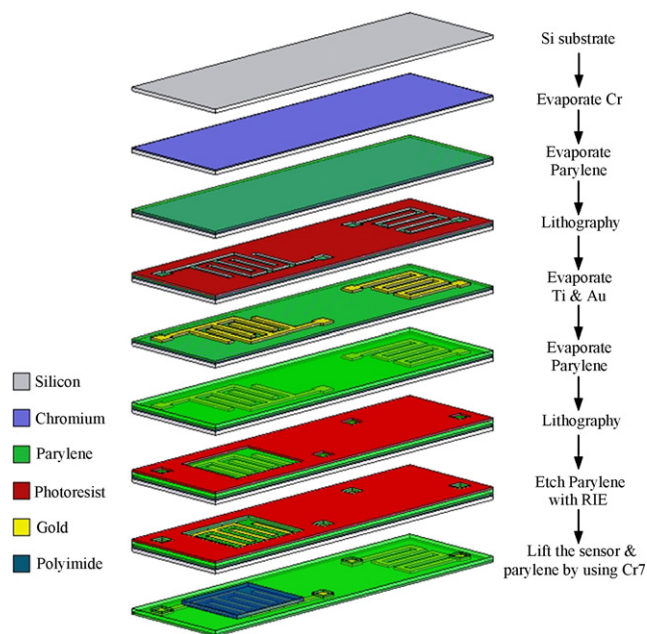 Si substrate
Evaporate Cr
Evaporate
Parylene
Lithography
Evaporate
Ti & Au
Evaporate
Parylene
Lithography
Etch Parylene
with RIE
Lift the sensor &
parylene by using Cr7
Silicon
Chromium
Parylene
Photoresist
Gold
Polyimide